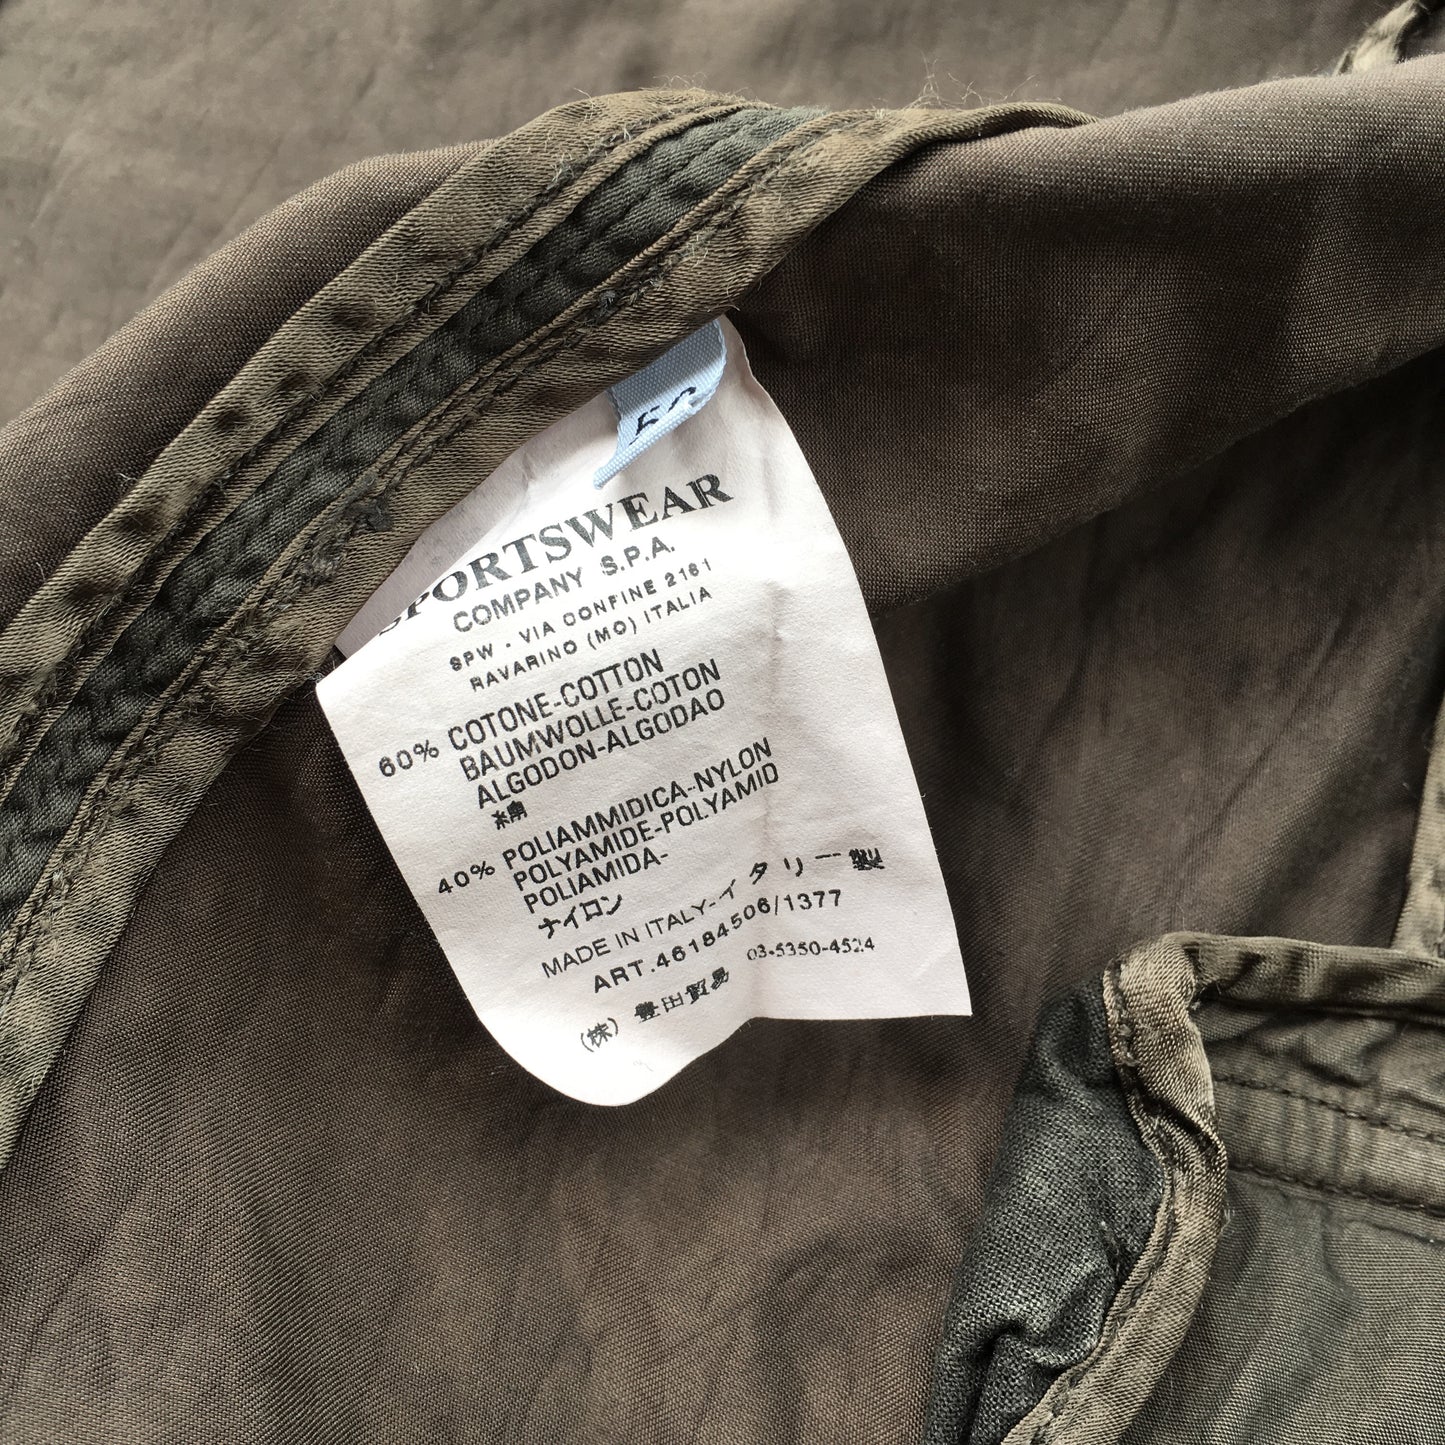 50
SPORTSWEAR
COMPANY S.P.A.
SPW - VIA CONFINE 2161
RAVARINO (MO) ITALIA
60% COTONE-COTTON
BAUMWOLLE-COTON
ALGODON-ALGODAO
綿
40% POLIAMMIDICA-NYLON
POLYAMIDE-POLYAMID
POLIAMIDA-
ナイロン
MADE IN ITALY-イタリー製
ART.46184506/1377
(株) 豊田貿易 03-5350-4524